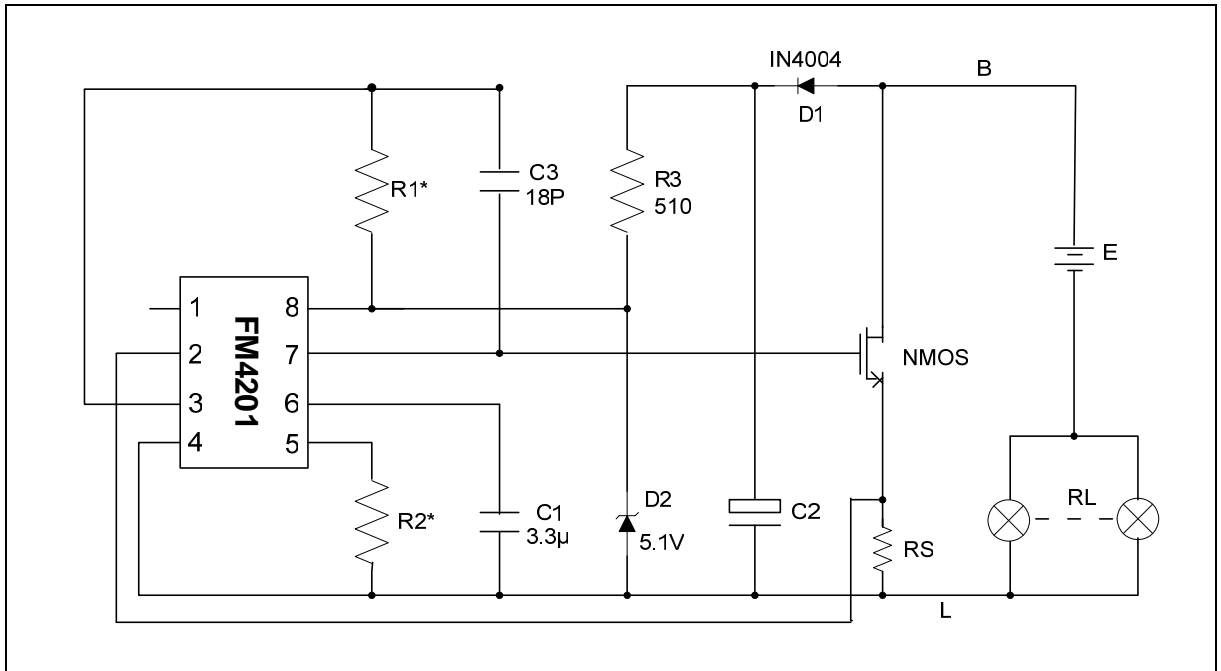 IN4004
B
D1
R1*
C3
18P
R3
510
E
1
8
2
7
3
6
4
5
FM4201
NMOS
R2*
C1
3.3µ
D2
5.1V
C2
RS
RL
L